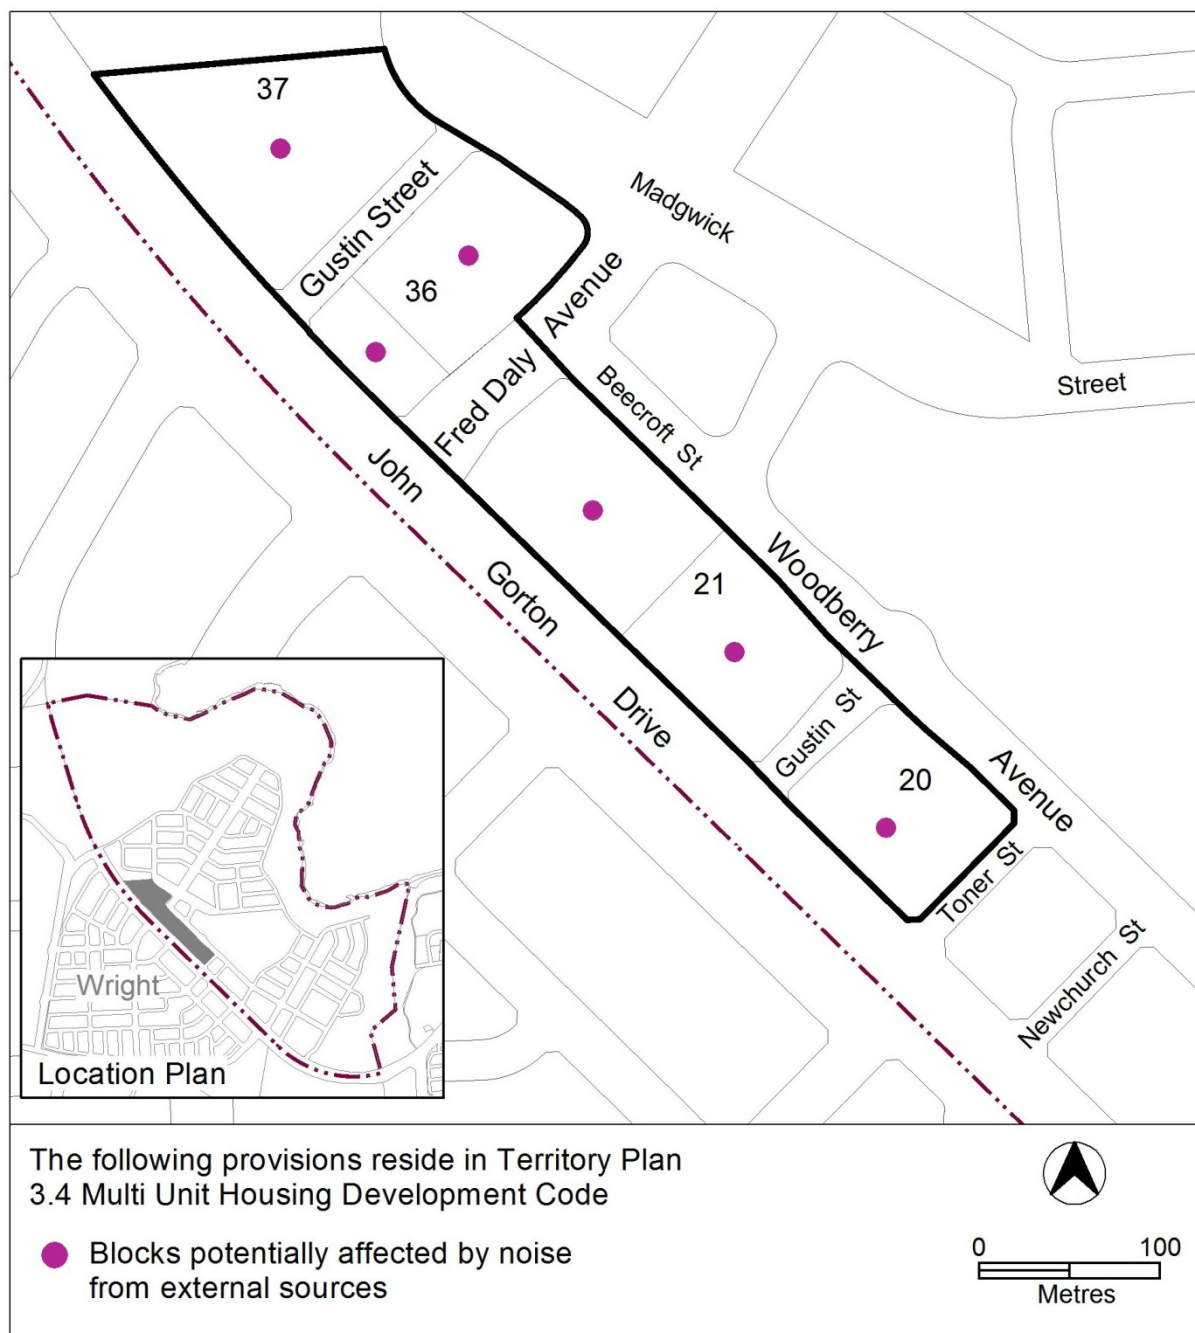 37
Gustin Street
Madgwick
36
Fred Daly Avenue
Beecroft St
Street
John Gorton Drive
21
Woodberry Avenue
Gustin St
20
Toner St
Newchurch St
Wright
Location Plan
The following provisions reside in Territory Plan
3.4 Multi Unit Housing Development Code
Blocks potentially affected by noise
from external sources
0 100
Metres